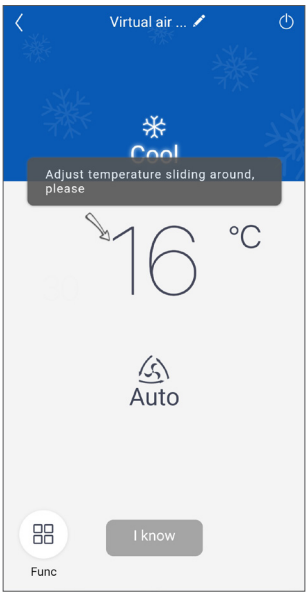 Virtual air ...
Cool
Adjust temperature sliding around,
please
16 °C
Auto
I know
Func